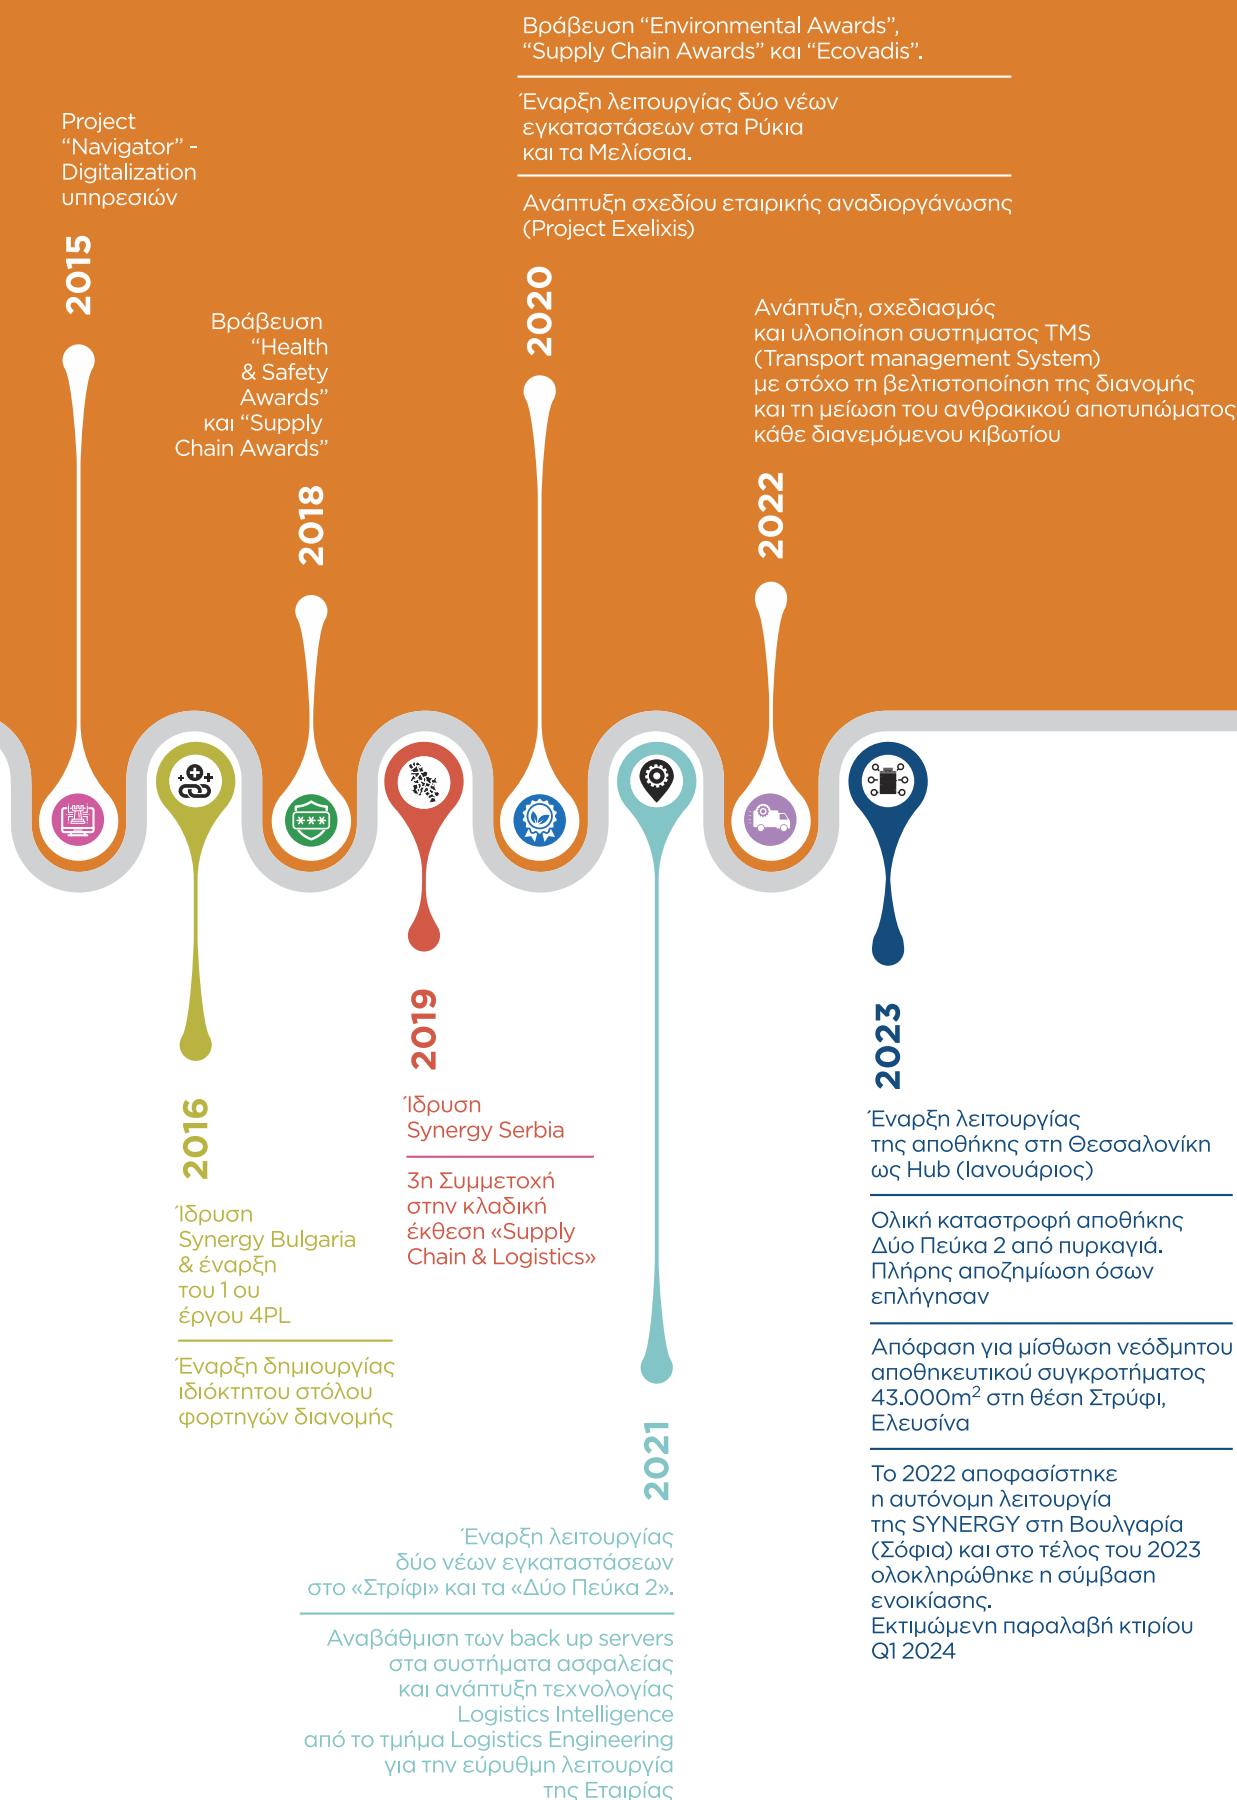 Project
“Navigator” -
Digitalization
υπηρεσιών
2015
Ίδρυση
Synergy Bulgaria
& έναρξη
του 1 ου
έργου 4PL
Έναρξη δημιουργίας
ιδιόκτητου στόλου
φορτηγών διανομής
2016
Βράβευση
“Health
& Safety
Awards”
και “Supply
Chain Awards”
2018
2019
Ίδρυση
Synergy Serbia
3η Συμμετοχή
στην κλαδική
έκθεση «Supply
Chain & Logistics»
Βράβευση “Environmental Awards”,
“Supply Chain Awards” και “Ecovadis”.
Έναρξη λειτουργίας δύο νέων
εγκαταστάσεων στα Ρύκια
και τα Μελίσσια.
Ανάπτυξη σχεδίου εταιρικής αναδιοργάνωσης
(Project Exelixis)
2020
2021
Έναρξη λειτουργίας
δύο νέων εγκαταστάσεων
στο «Στρίφι» και τα «Δύο Πεύκα 2».
Αναβάθμιση των back up servers
στα συστήματα ασφαλείας
και ανάπτυξη τεχνολογίας
Logistics Intelligence
από το τμήμα Logistics Engineering
για την εύρυθμη λειτουργία
της Εταιρίας
Ανάπτυξη, σχεδιασμός
και υλοποίηση συστηματος TMS
(Transport management System)
με στόχο τη βελτιστοποίηση της διανομής
και τη μείωση του ανθρακικού αποτυπώματος
κάθε διανεμόμενου κιβωτίου
2022
2023
Έναρξη λειτουργίας
της αποθήκης στη Θεσσαλονίκη
ως Hub (Ιανουάριος)
Ολική καταστροφή αποθήκης
Δύο Πεύκα 2 από πυρκαγιά.
Πλήρης αποζημίωση όσων
επλήγησαν
Απόφαση για μίσθωση νεόδμητου
αποθηκευτικού συγκροτήματος
43.000m² στη θέση Στρύφι,
Ελευσίνα
Το 2022 αποφασίστηκε
η αυτόνομη λειτουργία
της SYNERGY στη Βουλγαρία
(Σόφια) και στο τέλος του 2023
ολοκληρώθηκε η σύμβαση
ενοικίασης.
Εκτιμώμενη παραλαβή κτιρίου
Q1 2024